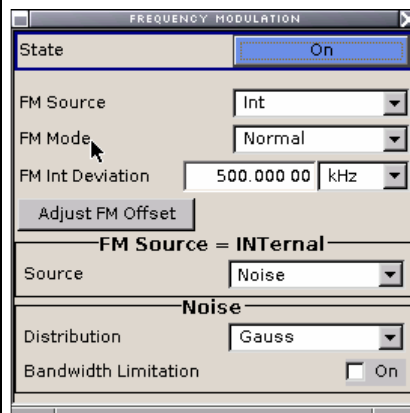 FREQUENCY MODULATION
State On
FM Source Int
FM Mode Normal
FM Int Deviation 500.000 00 kHz
Adjust FM Offset
FM Source = INTernal
Source Noise
Noise
Distribution Gauss
Bandwidth Limitation On